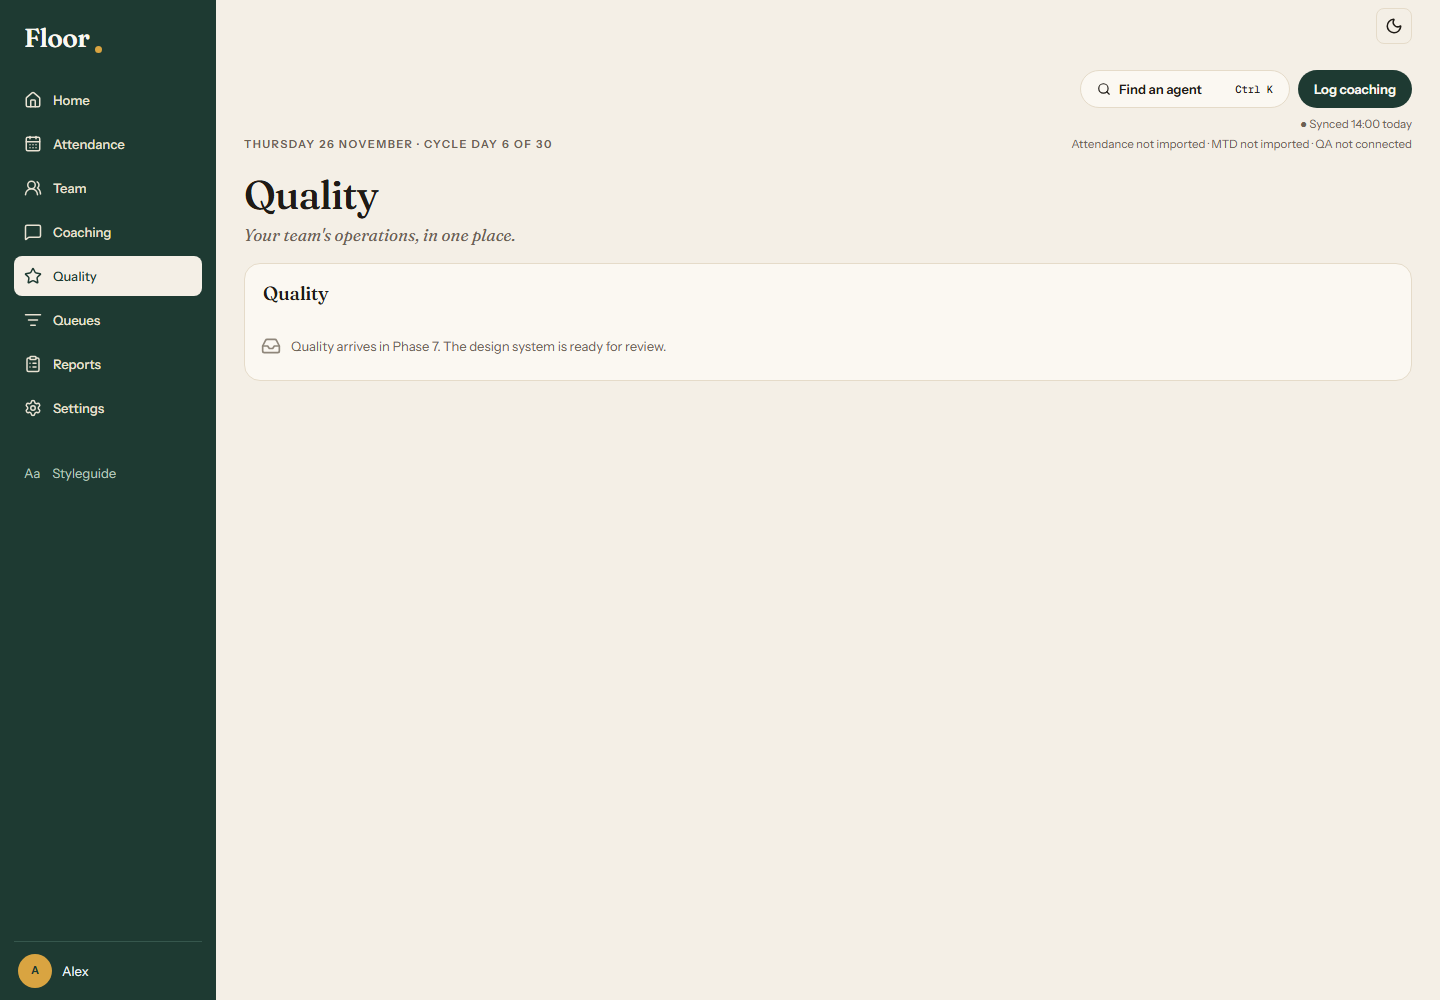 Floor.
Home
Attendance
Team
Coaching
Quality
Queues
Reports
Settings
Aa Styleguide
A Alex
Find an agent Ctrl K
Log coaching
● Synced 14:00 today
Attendance not imported · MTD not imported · QA not connected
THURSDAY 26 NOVEMBER · CYCLE DAY 6 OF 30
Quality
Your team's operations, in one place.
Quality
Quality arrives in Phase 7. The design system is ready for review.